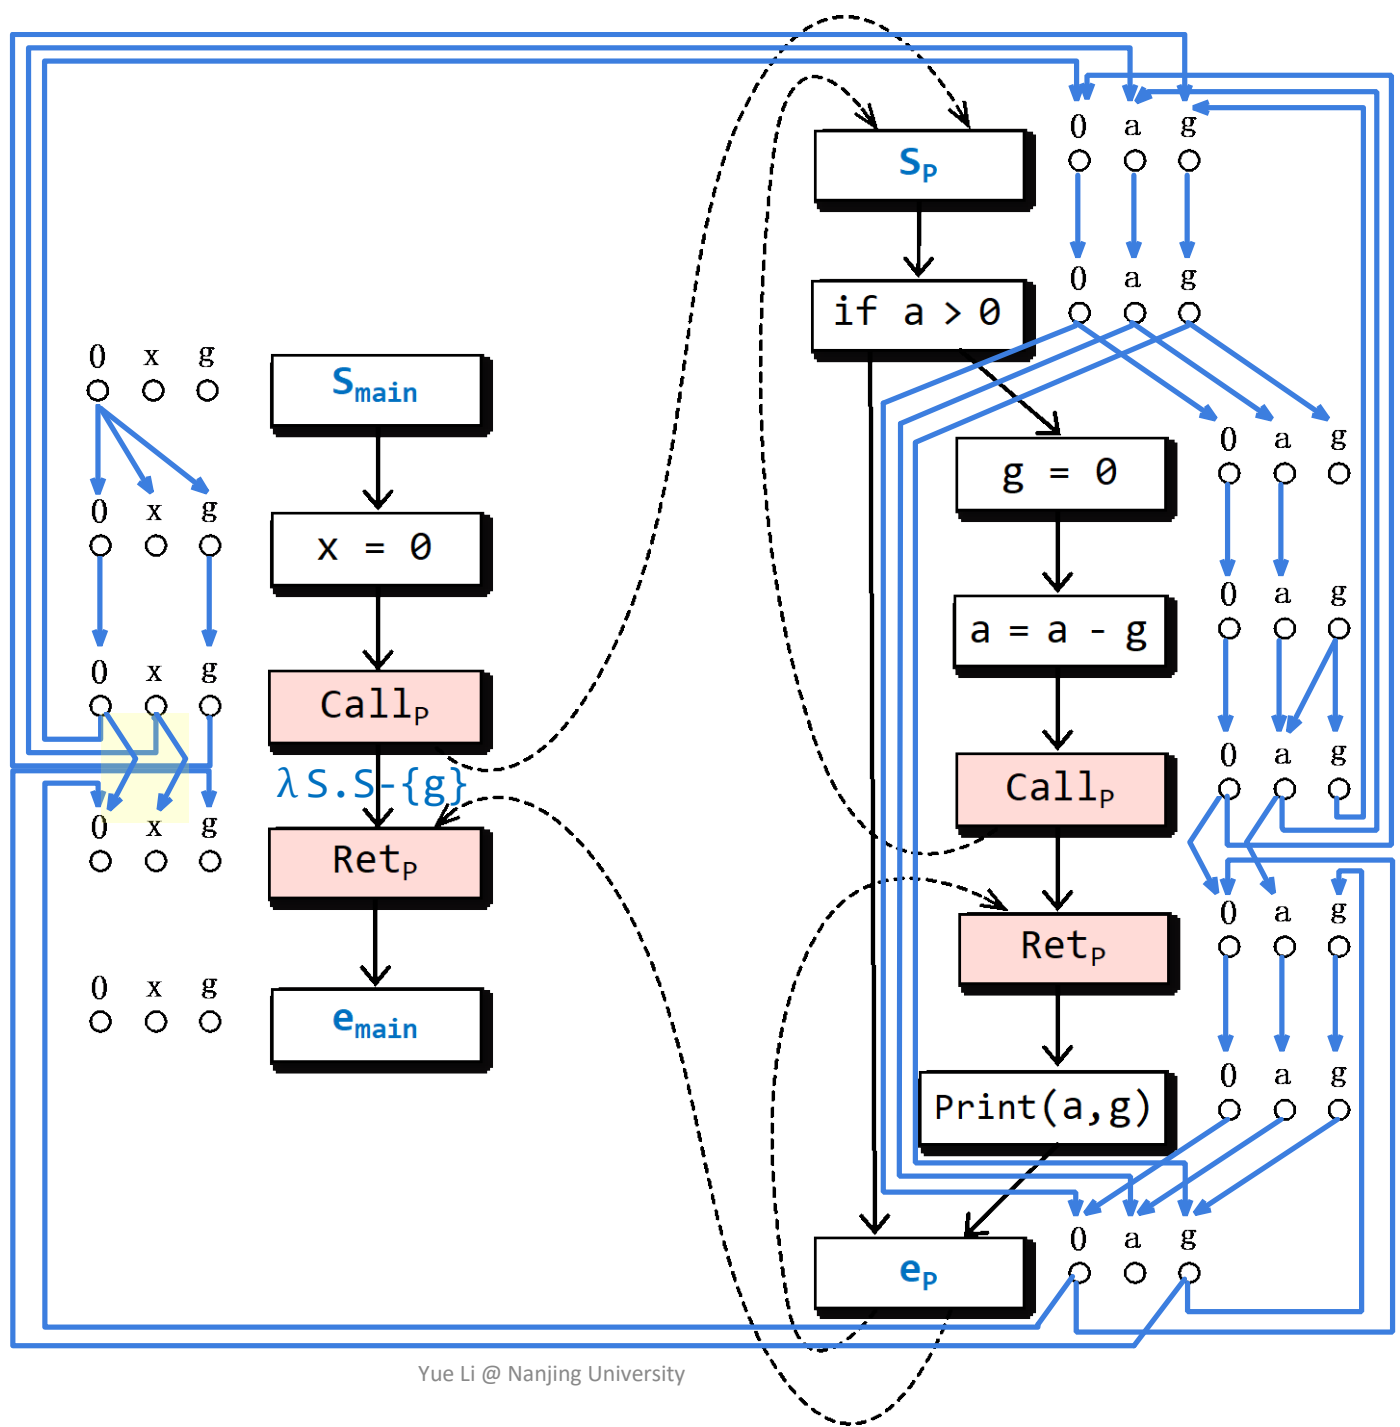 0 a g
S_P
0 a g
if a > 0
0 x g
S_main
0 a g
g = 0
0 x g
x = 0
0 a g
a = a - g
0 x g
Call_P
0 a g
Call_P
λS.S-{g}
0 x g
Ret_P
0 a g
Ret_P
0 x g
e_main
0 a g
Print(a,g)
0 a g
e_P
Yue Li @ Nanjing University